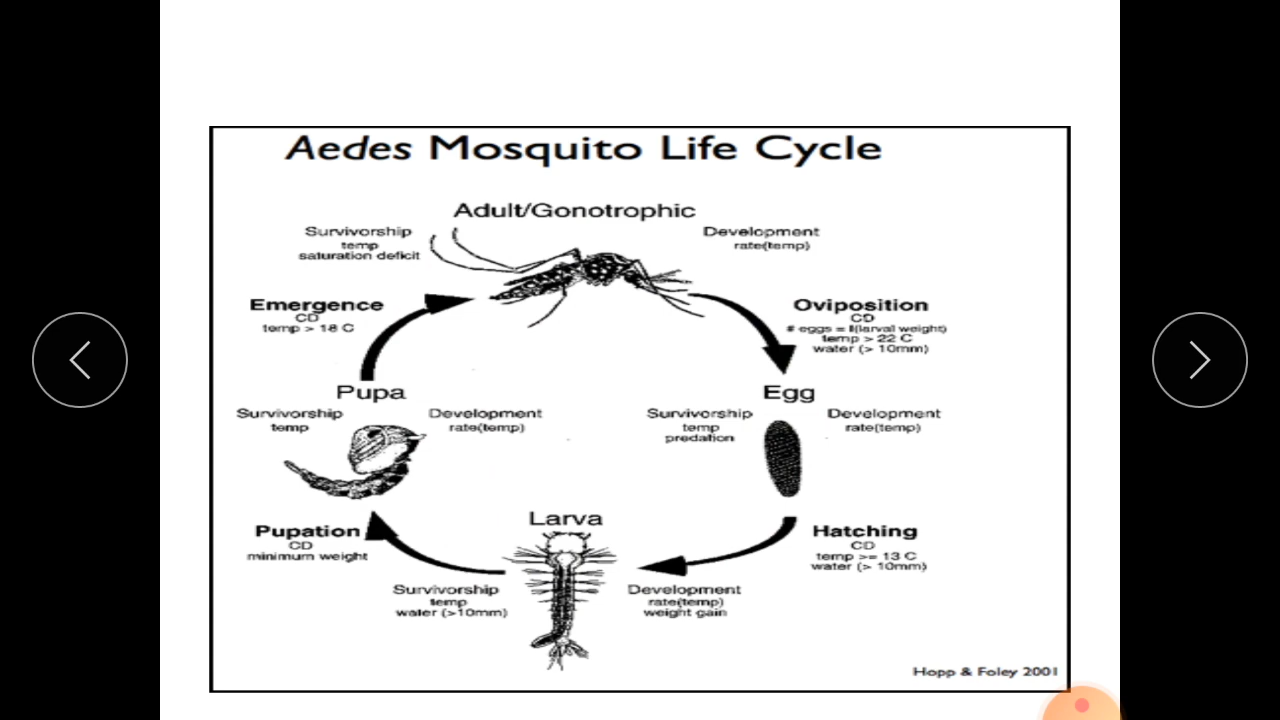 Aedes Mosquito Life Cycle
Adult/Gonotrophic
Survivorship
temp
saturation deficit
Development
rate(temp)
Emergence
CD
temp > 18 C
Oviposition
CD
# eggs = f(larval weight)
temp > 22 C
water (> 10mm)
Pupa
Survivorship
temp
Development
rate(temp)
Egg
Survivorship
temp
predation
Development
rate(temp)
Pupation
CD
minimum weight
Larva
Hatching
CD
temp >= 13 C
water (> 10mm)
Survivorship
temp
water (>10mm)
Development
rate(temp)
weight gain
Hopp & Foley 2001